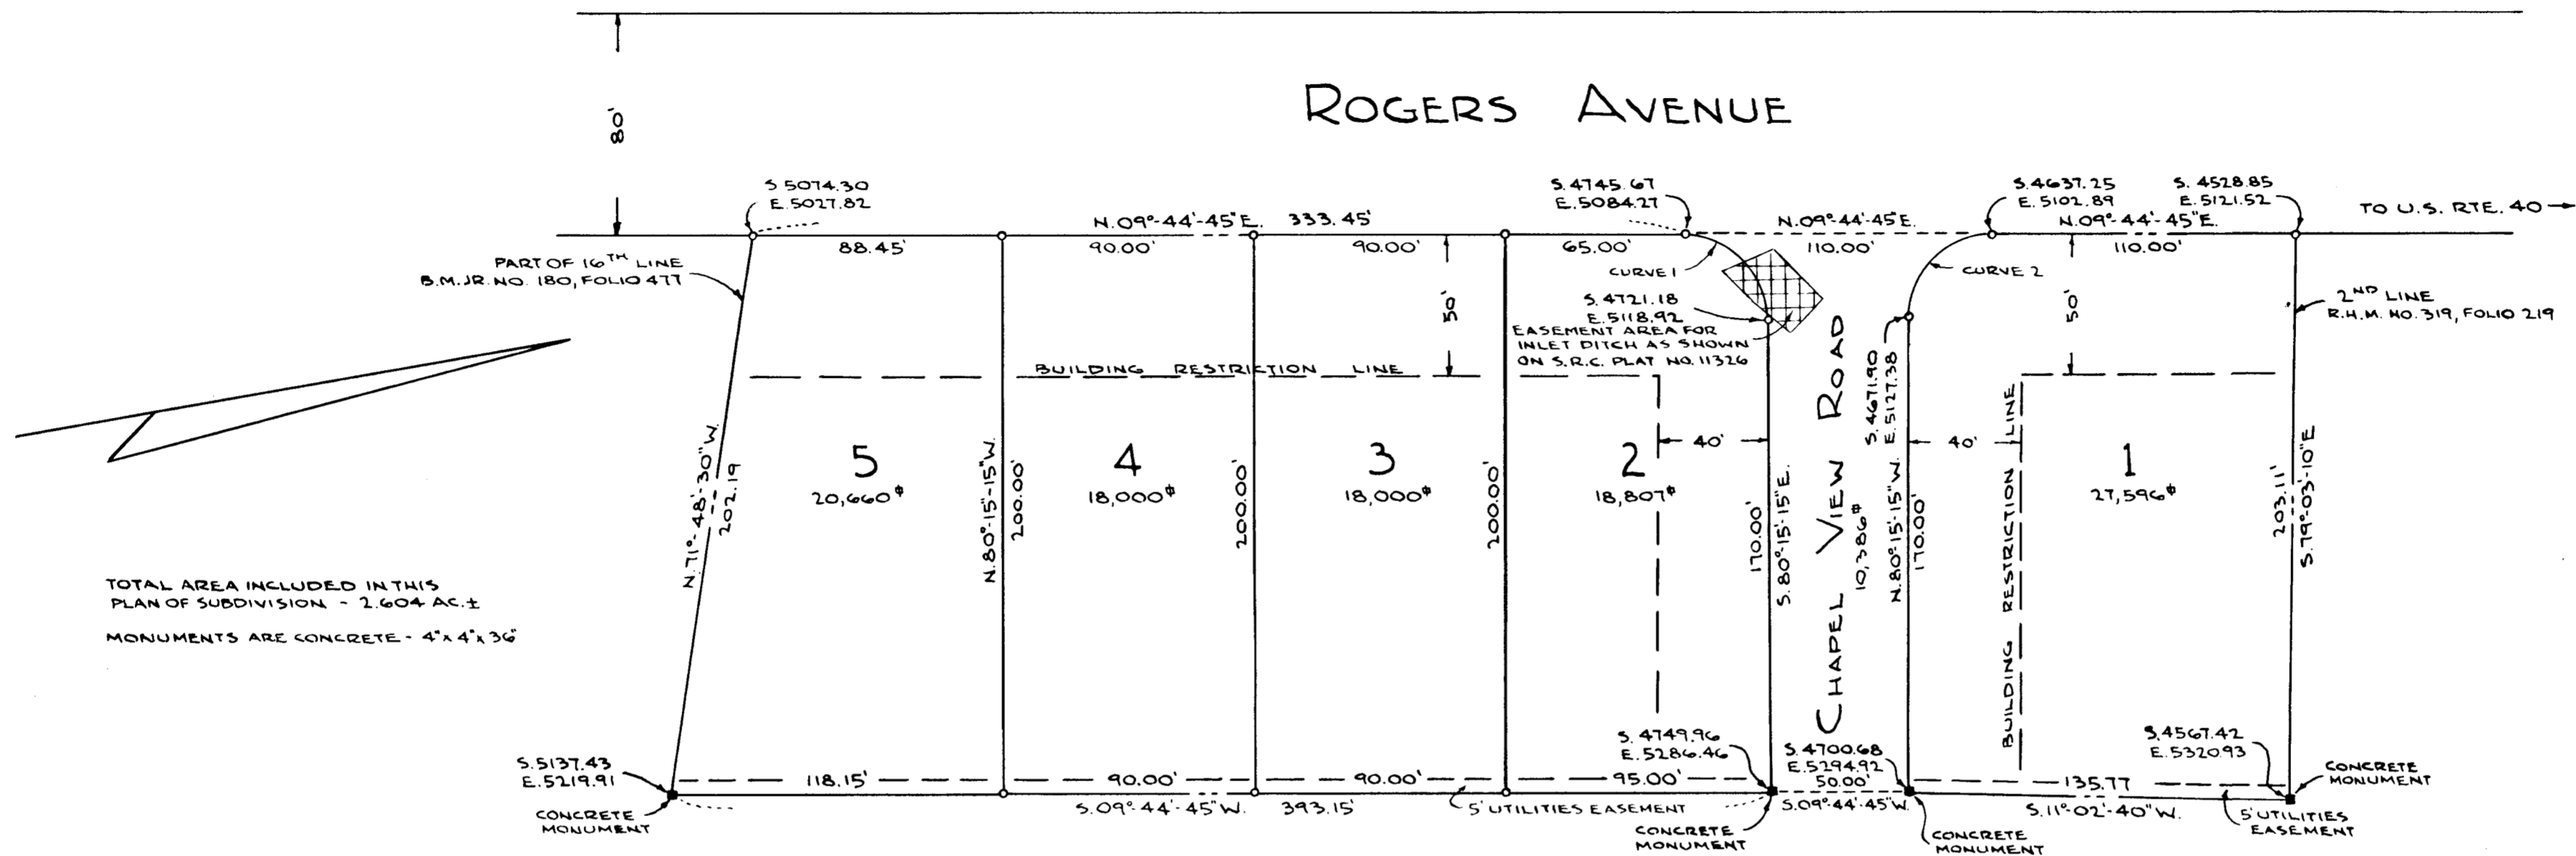 80'
ROGERS AVENUE
S 5074.30
E. 5027.82
N. 09°-44'-45"E. 333.45'
S. 4745.67
E. 5084.27
N. 09°-44'-45"E.
S. 4637.25
E. 5102.89
S. 4528.85
E. 5121.52
N. 09°-44'-45"E.
TO U.S. RTE. 40
88.45'
90.00'
90.00'
65.00'
110.00'
110.00'
PART OF 16TH LINE
B.M.JR. NO. 180, FOLIO 477
CURVE 1
CURVE 2
50'
50'
S. 4721.18
E. 5118.92
EASEMENT AREA FOR
INLET DITCH AS SHOWN
ON S.R.C. PLAT NO. 11326
2ND LINE
R.H.M. NO. 319, FOLIO 219
BUILDING RESTRICTION LINE
S. 4671.90
E. 5127.38
N. 71°-48'-30"W.
202.19
5
20,660⌽
N. 80°-15"-15"W.
200.00'
4
18,000⌽
200.00'
3
18,000⌽
200.00'
2
18,807⌽
40'
170.00'
S. 80°-15'-15"E.
CHAPEL VIEW ROAD
10,386⌽
N. 80°-15'-15"W.
170.00'
40'
BUILDING RESTRICTION LINE
1
27,596⌽
203.11'
S. 79°-03'-10"E
TOTAL AREA INCLUDED IN THIS
PLAN OF SUBDIVISION - 2.604 AC.±
MONUMENTS ARE CONCRETE - 4"x 4"x 36"
S. 5137.43
E. 5219.91
CONCRETE
MONUMENT
118.15'
90.00'
90.00'
95.00'
S. 09°-44'-45"W. 393.15'
5' UTILITIES EASEMENT
S. 4749.96
E. 5286.46
CONCRETE
MONUMENT
S. 4700.68
E. 5294.92
50.00'
S. 09°-44'-45"W.
CONCRETE
MONUMENT
135.77
S. 11°-02'-40"W.
S. 4567.42
E. 5320.93
CONCRETE
MONUMENT
5' UTILITIES
EASEMENT